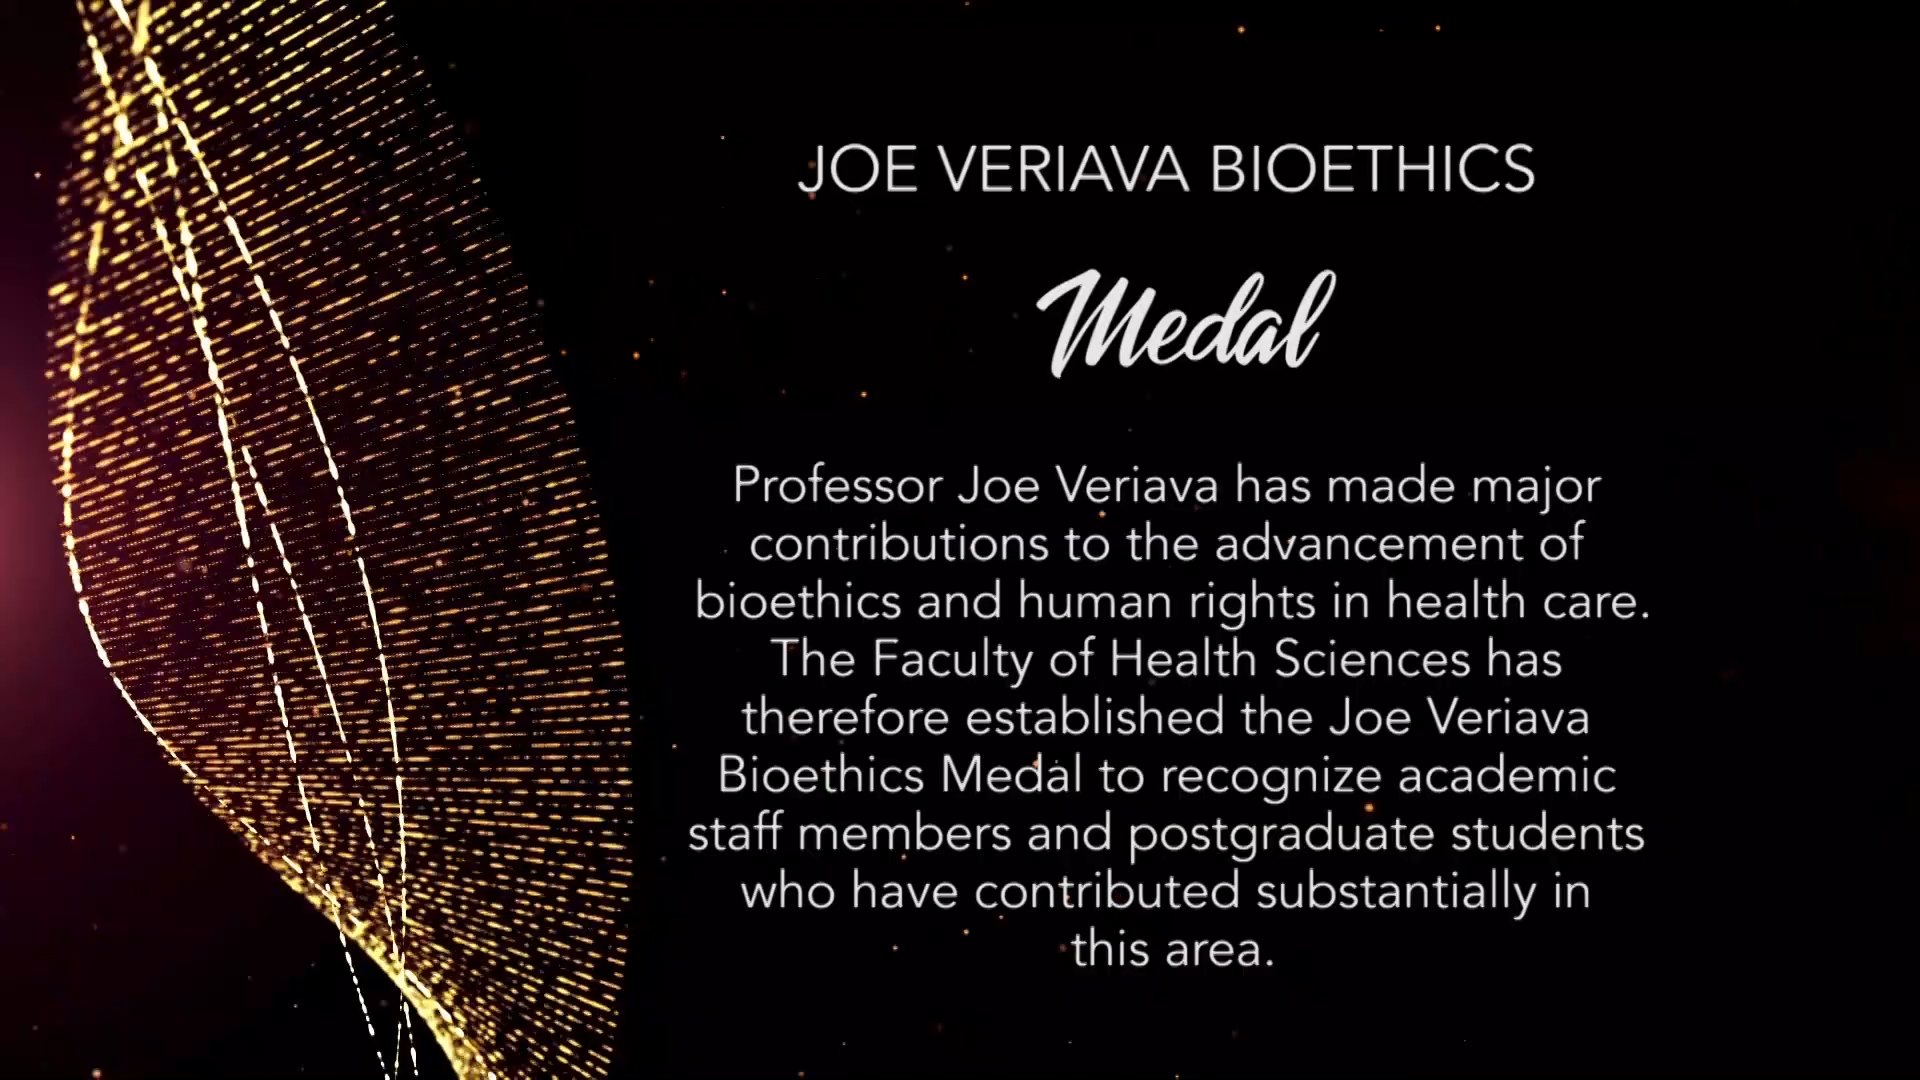 JOE VERIAVA BIOETHICS
Medal
Professor Joe Veriava has made major
contributions to the advancement of
bioethics and human rights in health care.
The Faculty of Health Sciences has
therefore established the Joe Veriava
Bioethics Medal to recognize academic
staff members and postgraduate students
who have contributed substantially in
this area.